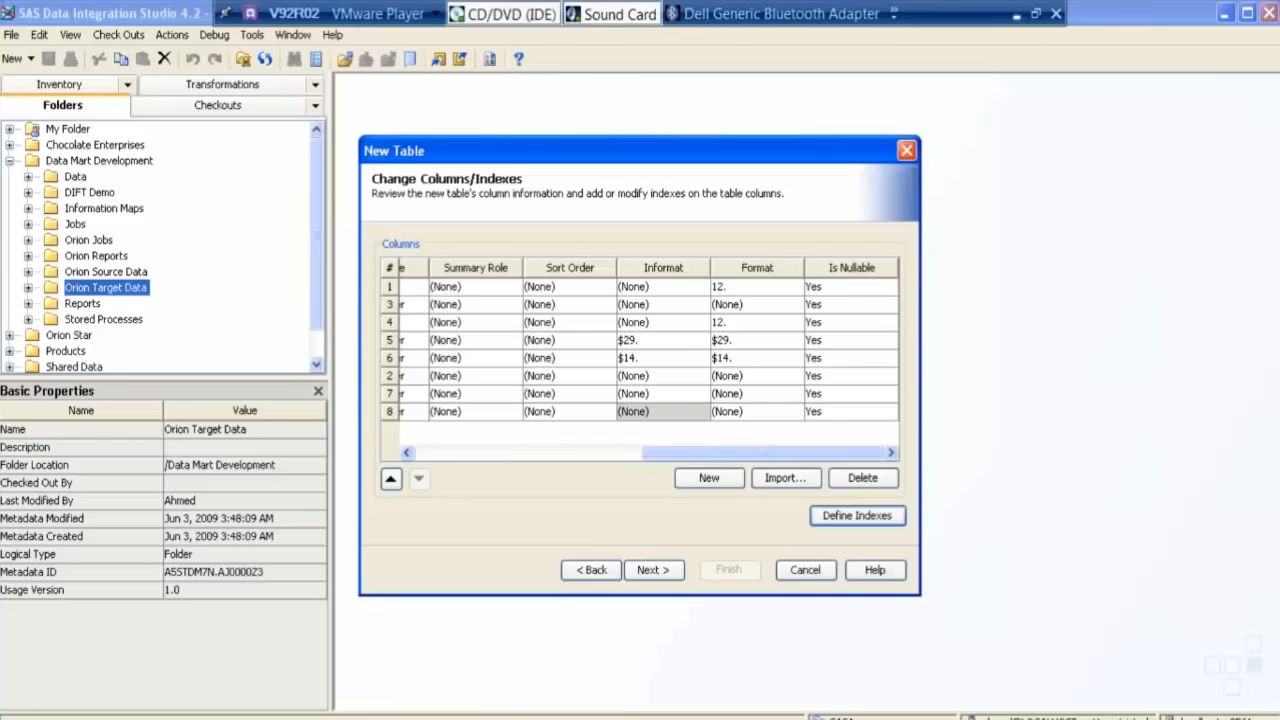 SAS Data Integration Studio 4.2 - V92R02 VMware Player CD/DVD (IDE) Sound Card Dell Generic Bluetooth Adapter
File Edit View Check Outs Actions Debug Tools Window Help
New
Inventory Transformations
Folders Checkouts
My Folder
Chocolate Enterprises
Data Mart Development
Data
DIFT Demo
Information Maps
Jobs
Orion Jobs
Orion Reports
Orion Source Data
Orion Target Data
Reports
Stored Processes
Orion Star
Products
Shared Data
Basic Properties
Name Value
Name Orion Target Data
Description
Folder Location /Data Mart Development
Checked Out By
Last Modified By Ahmed
Metadata Modified Jun 3, 2009 3:48:09 AM
Metadata Created Jun 3, 2009 3:48:09 AM
Logical Type Folder
Metadata ID A5STDM7N.AJ0000Z3
Usage Version 1.0
New Table
Change Columns/Indexes
Review the new table's column information and add or modify indexes on the table columns.
Columns
# e Summary Role Sort Order Informat Format Is Nullable
1 (None) (None) (None) 12. Yes
3 r (None) (None) (None) (None) Yes
4 (None) (None) (None) 12. Yes
5 r (None) (None) $29. $29. Yes
6 r (None) (None) $14. $14. Yes
2 r (None) (None) (None) (None) Yes
7 r (None) (None) (None) (None) Yes
8 r (None) (None) (None) (None) Yes
New Import... Delete
Define Indexes
< Back Next > Finish Cancel Help